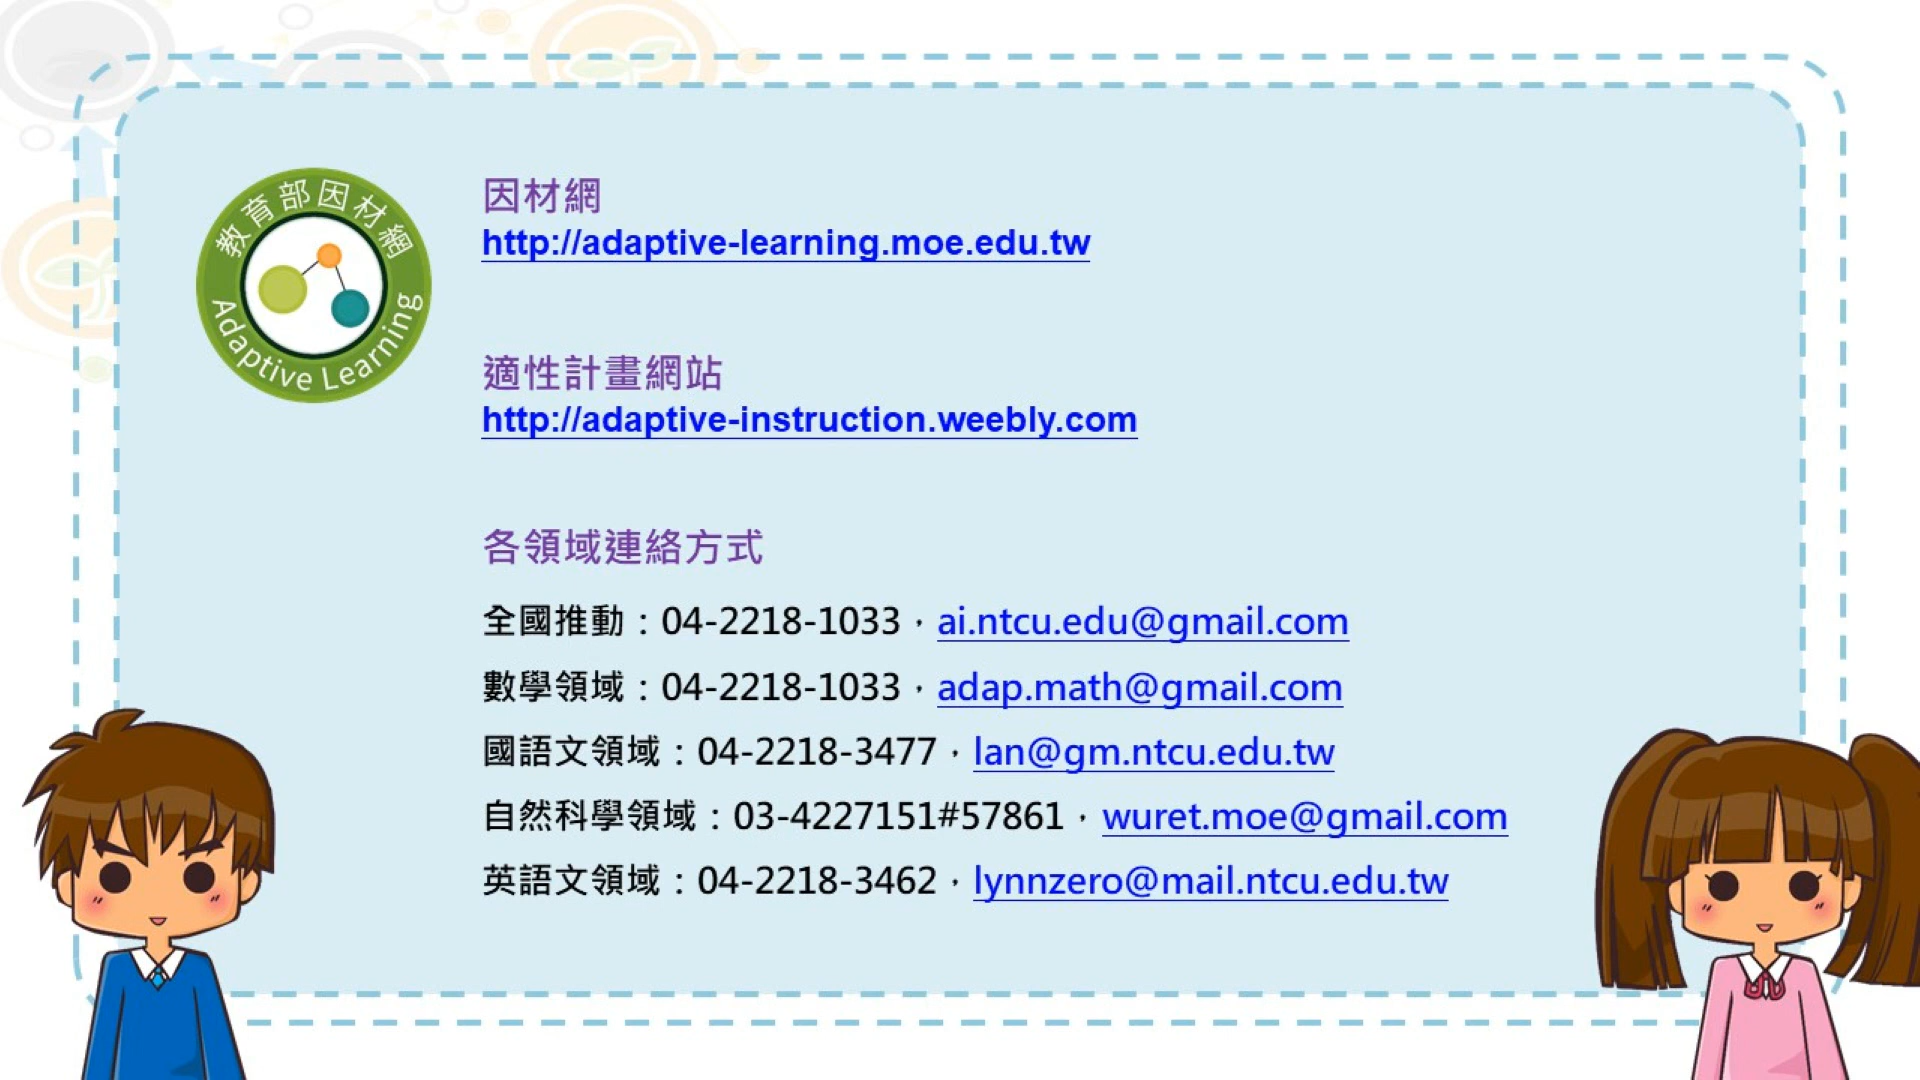 教育部因材網
Adaptive Learning
因材網
http://adaptive-learning.moe.edu.tw
適性計畫網站
http://adaptive-instruction.weebly.com
各領域連絡方式
全國推動：04-2218-1033，ai.ntcu.edu@gmail.com
數學領域：04-2218-1033，adap.math@gmail.com
國語文領域：04-2218-3477，lan@gm.ntcu.edu.tw
自然科學領域：03-4227151#57861，wuret.moe@gmail.com
英語文領域：04-2218-3462，lynnzero@mail.ntcu.edu.tw